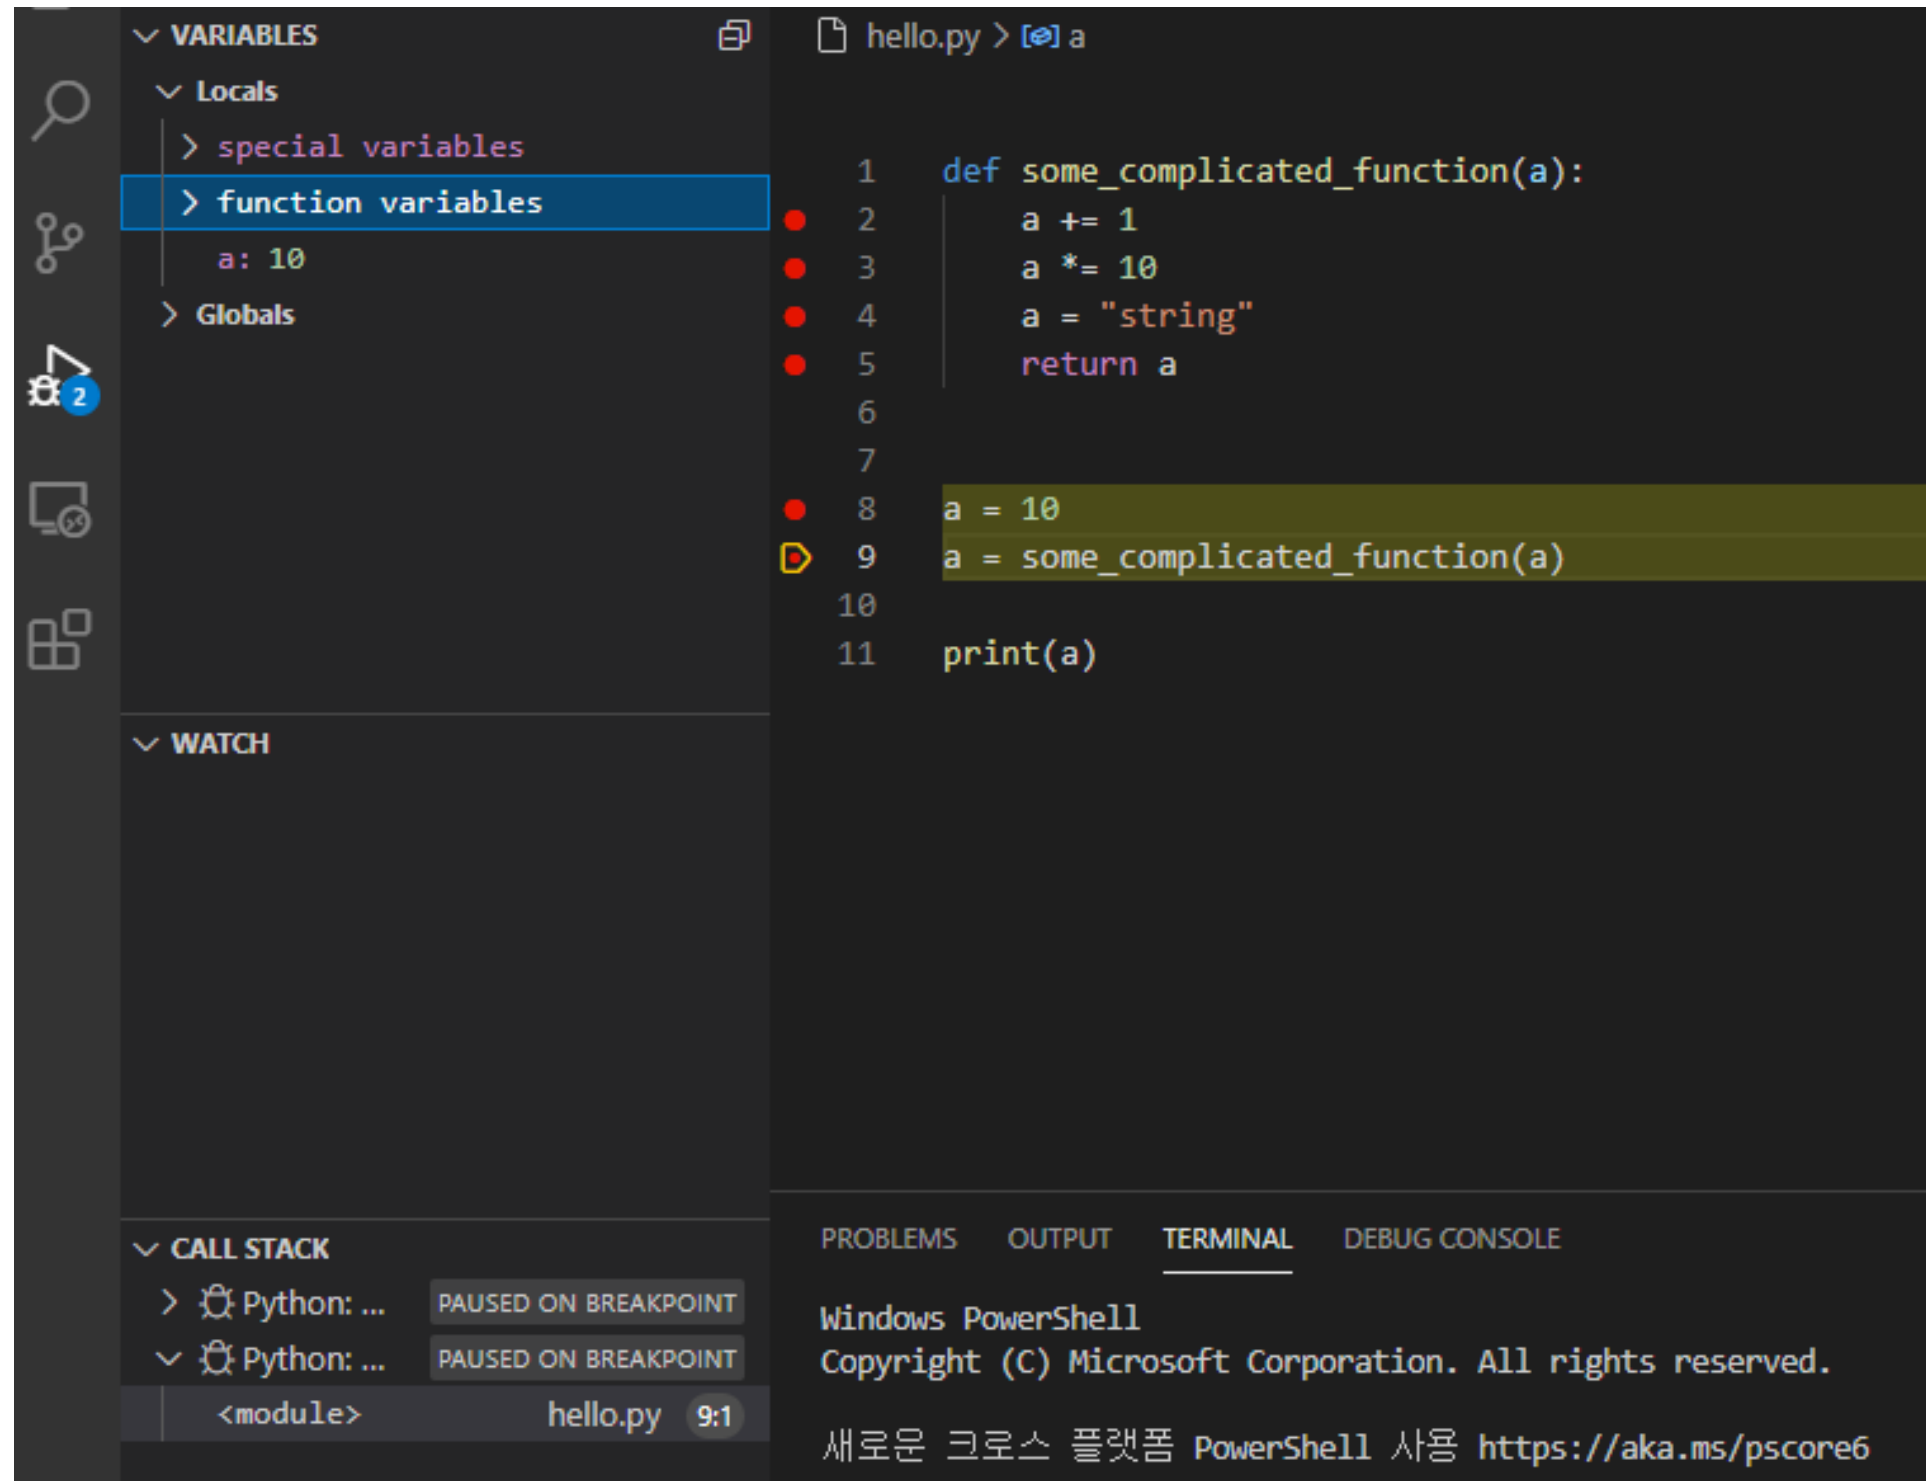 VARIABLES
Locals
special variables
function variables
a: 10
Globals
2
WATCH
CALL STACK
Python: ... PAUSED ON BREAKPOINT
Python: ... PAUSED ON BREAKPOINT
<module> hello.py 9:1
hello.py > a
1 def some_complicated_function(a):
2 a += 1
3 a *= 10
4 a = "string"
5 return a
6
7
8 a = 10
9 a = some_complicated_function(a)
10
11 print(a)
PROBLEMS OUTPUT TERMINAL DEBUG CONSOLE
Windows PowerShell
Copyright (C) Microsoft Corporation. All rights reserved.
새로운 크로스 플랫폼 PowerShell 사용 https://aka.ms/pscore6